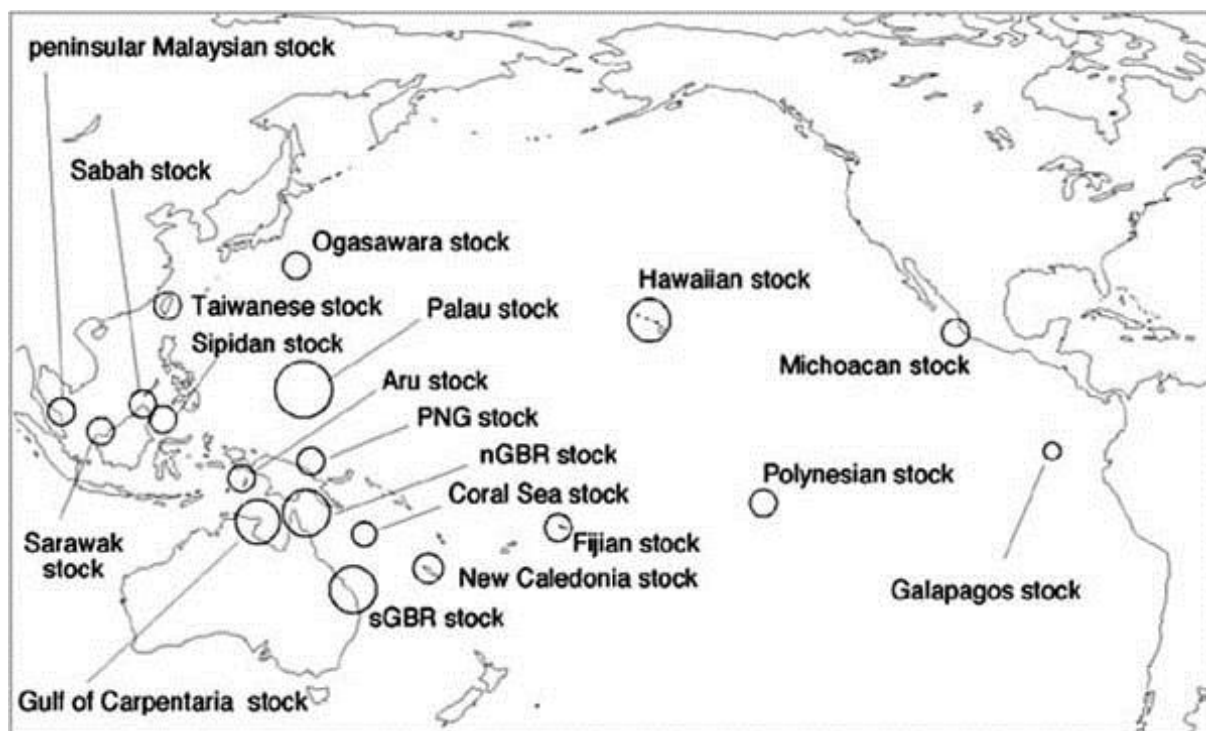 peninsular Malaysian stock
Sabah stock
Ogasawara stock
Hawaiian stock
Taiwanese stock
Palau stock
Sipidan stock
Michoacan stock
Aru stock
PNG stock
nGBR stock
Polynesian stock
Coral Sea stock
Sarawak
stock
Fijian stock
New Caledonia stock
Galapagos stock
sGBR stock
Gulf of Carpentaria stock